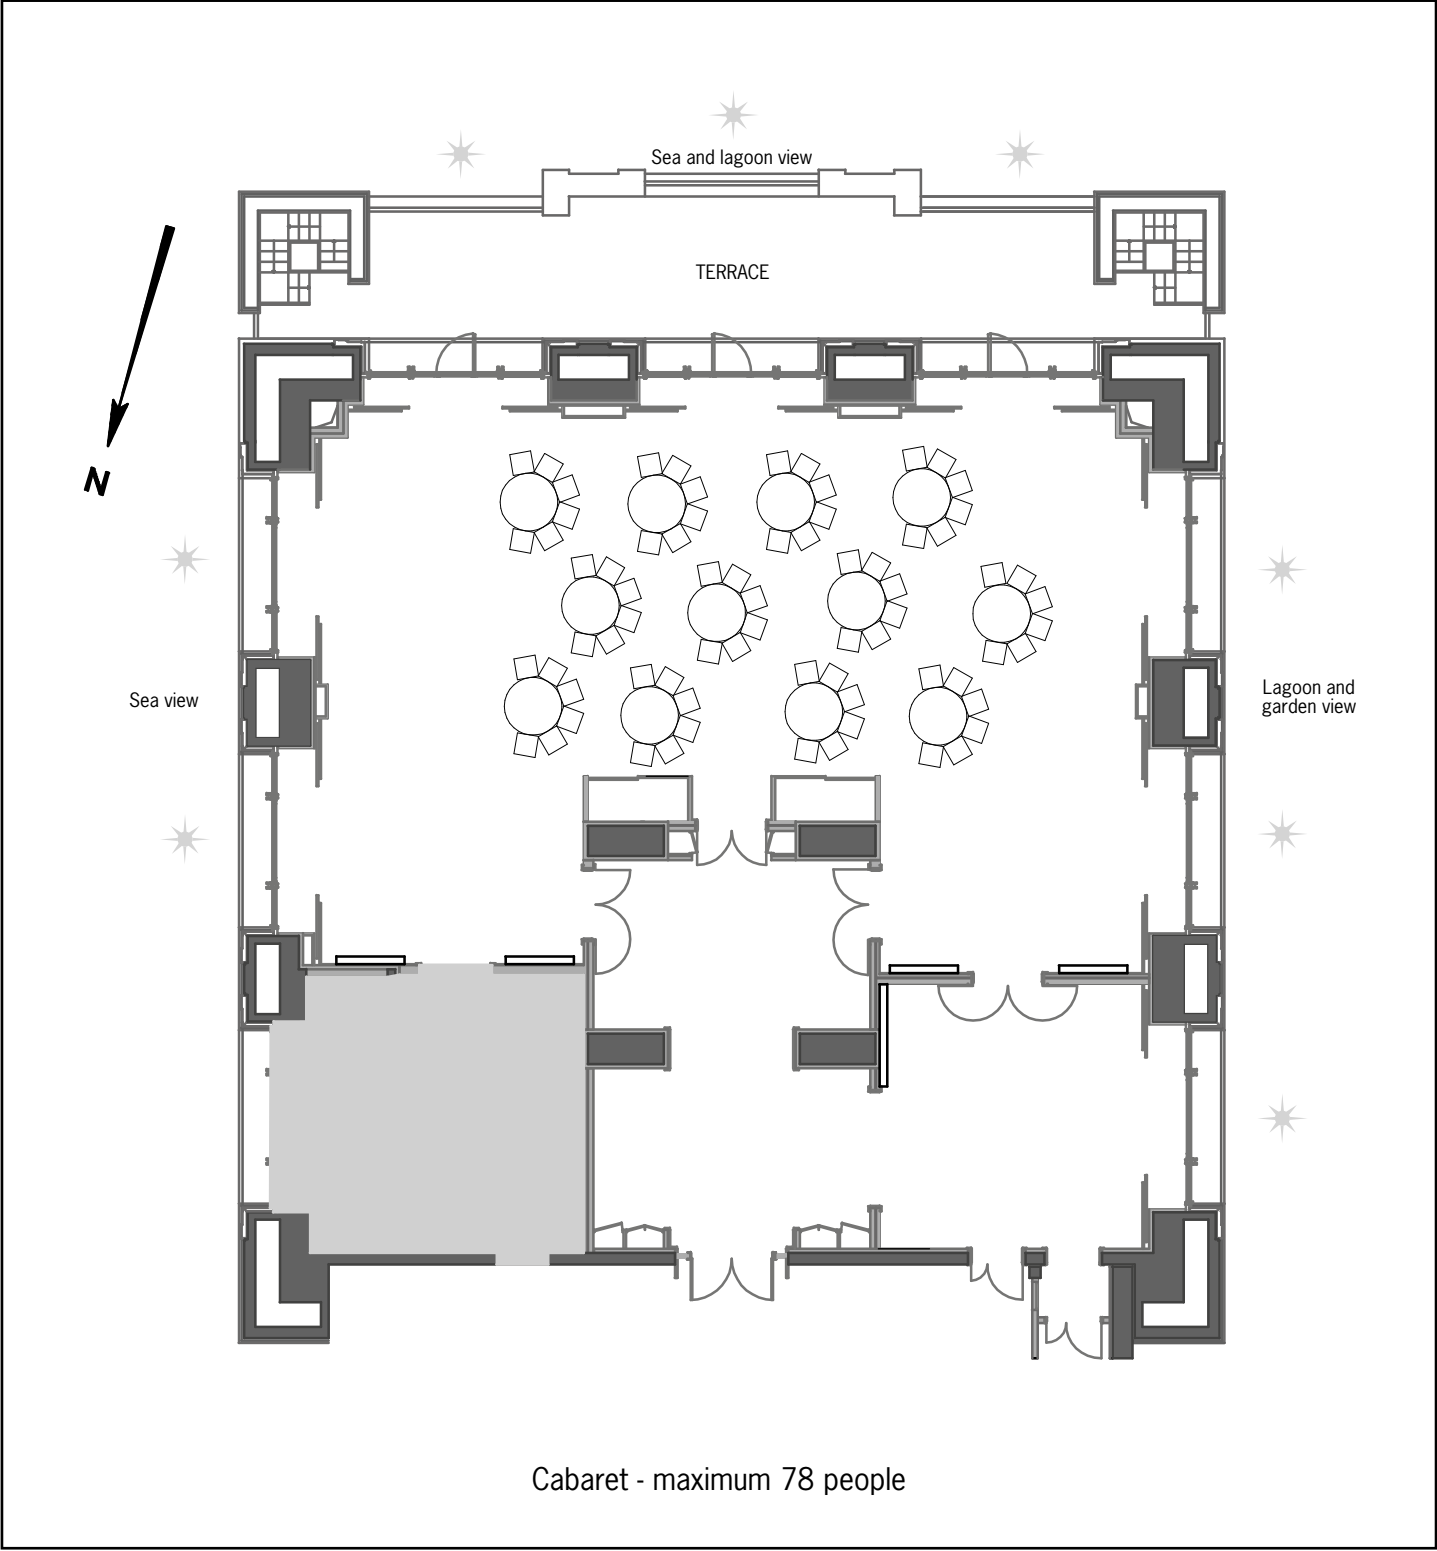 Sea and lagoon view
TERRACE
N
Sea view
Lagoon and
garden view
Cabaret - maximum 78 people